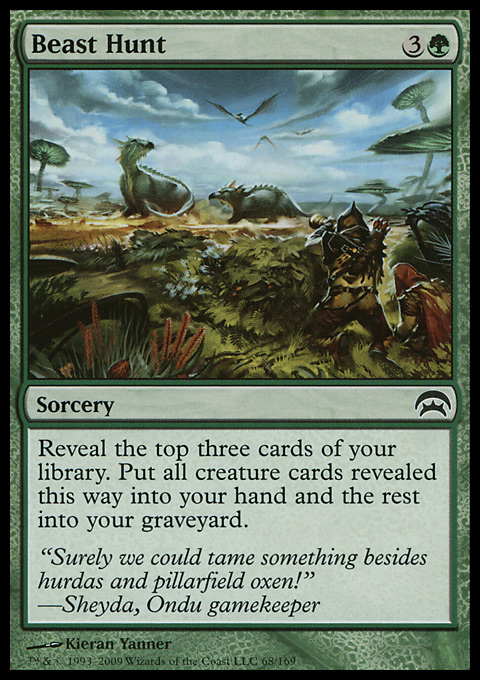 Beast Hunt 3
Sorcery
Reveal the top three cards of your
library. Put all creature cards revealed
this way into your hand and the rest
into your graveyard.
“Surely we could tame something besides
hurdas and pillarfield oxen!”
—Sheyda, Ondu gamekeeper
Kieran Yanner
™ & © 1993–2009 Wizards of the Coast LLC 68/169